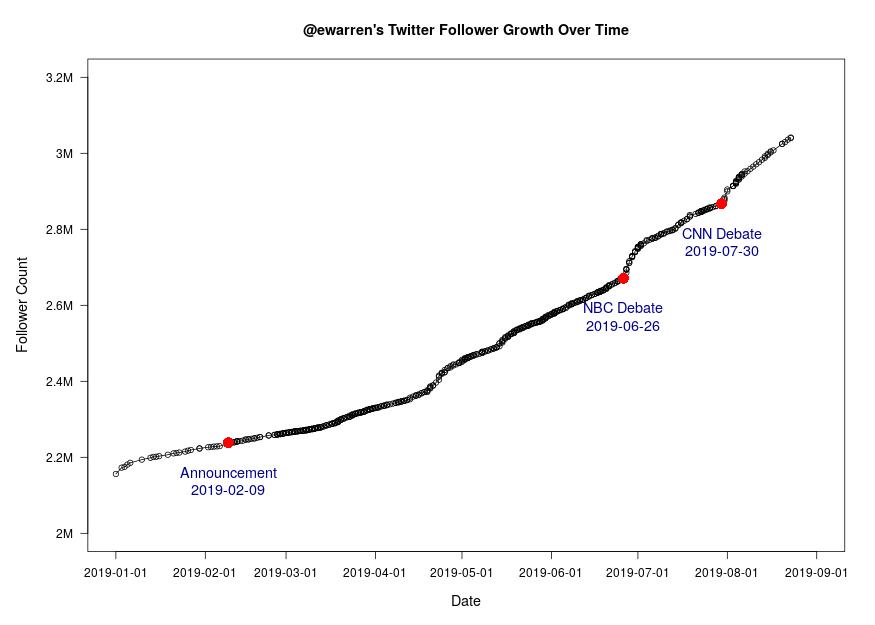 @ewarren's Twitter Follower Growth Over Time
3.2M
3M
2.8M
2.6M
2.4M
2.2M
2M
Follower Count
CNN Debate
2019-07-30
NBC Debate
2019-06-26
Announcement
2019-02-09
2019-01-01
2019-02-01
2019-03-01
2019-04-01
2019-05-01
2019-06-01
2019-07-01
2019-08-01
2019-09-01
Date